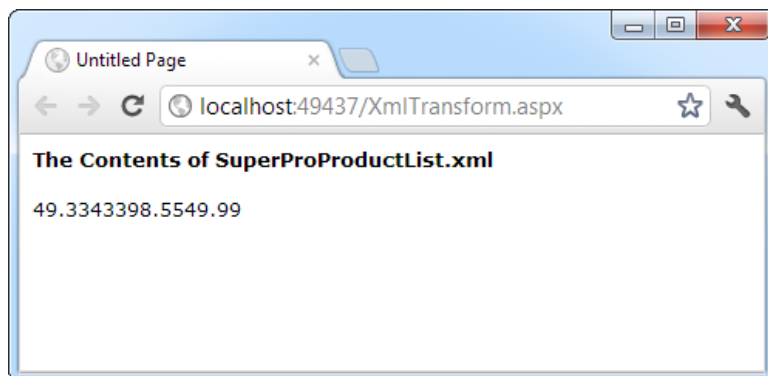 Untitled Page
localhost:49437/XmlTransform.aspx
The Contents of SuperProProductList.xml
49.3343398.5549.99